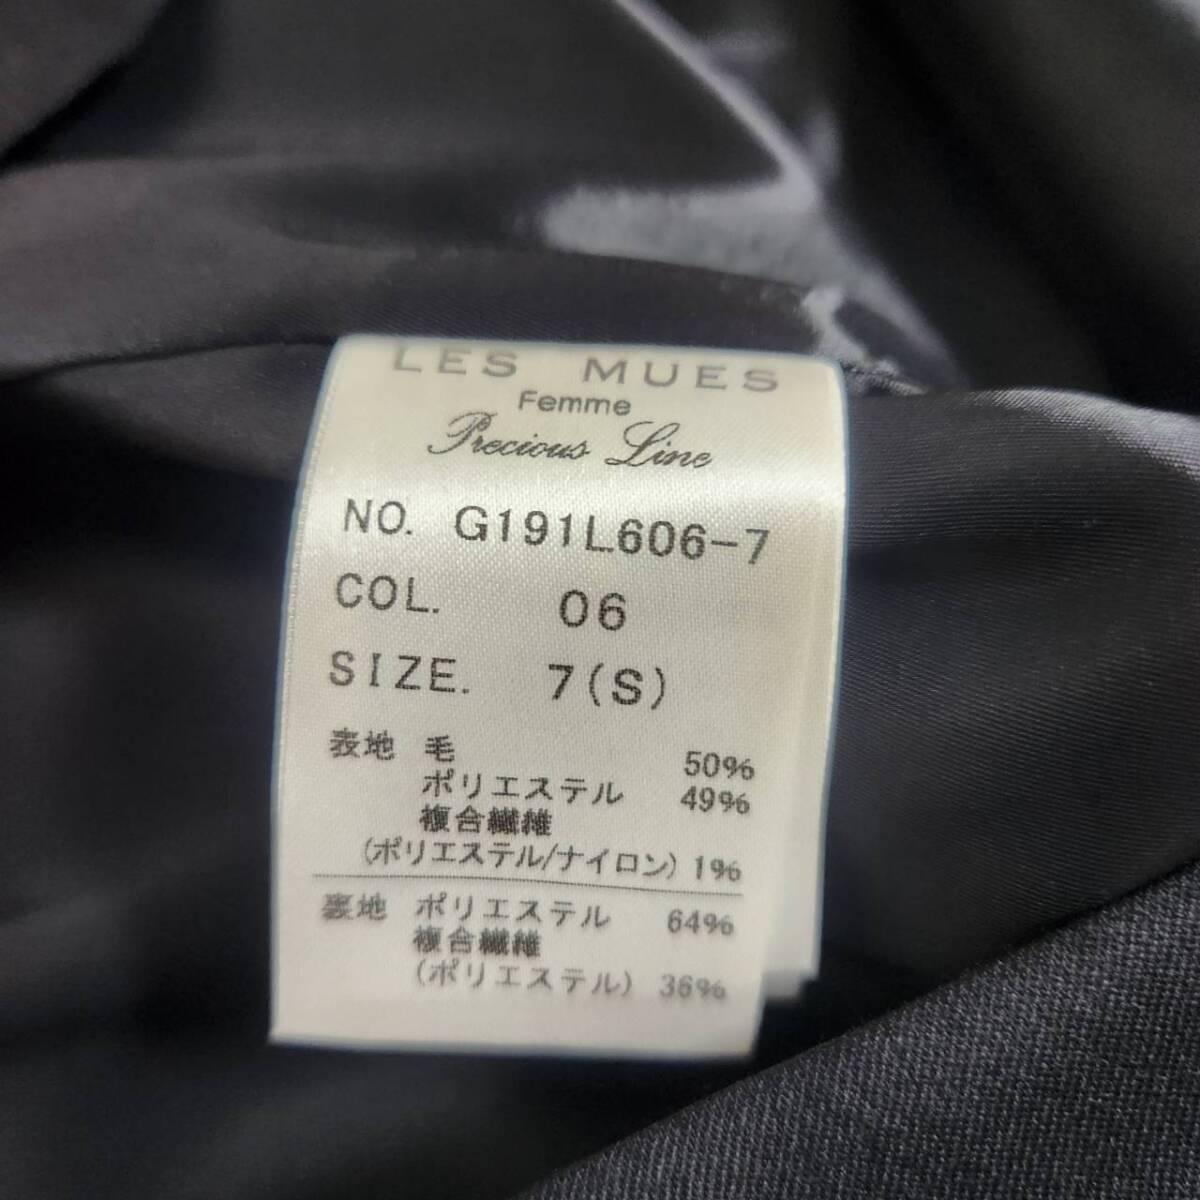 LES MUES
Femme
Precious Line
NO. G191L606-7
COL. 06
SIZE. 7(S)
表地 毛 50%
ポリエステル 49%
複合繊維
(ポリエステル/ナイロン) 1%
裏地 ポリエステル 64%
複合繊維
(ポリエステル) 36%